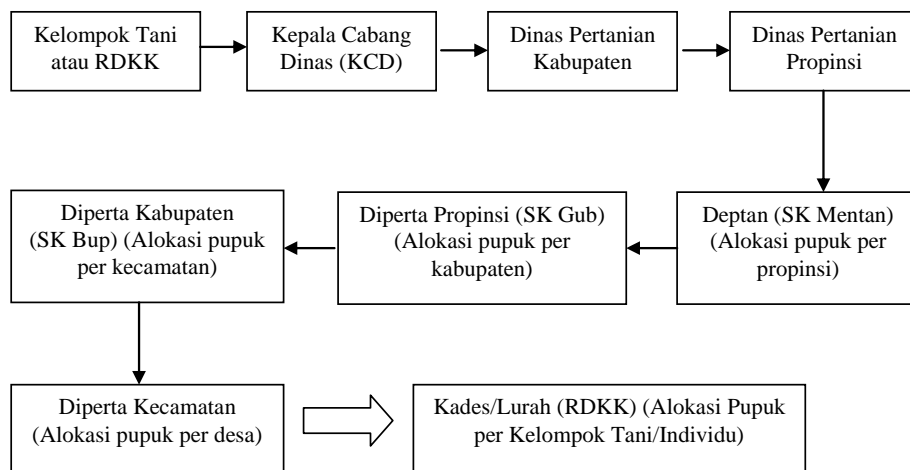 Kelompok Tani
atau RDKK
Kepala Cabang
Dinas (KCD)
Dinas Pertanian
Kabupaten
Dinas Pertanian
Propinsi
Deptan (SK Mentan)
(Alokasi pupuk per
propinsi)
Diperta Propinsi (SK Gub)
(Alokasi pupuk per
kabupaten)
Diperta Kabupaten
(SK Bup) (Alokasi pupuk
per kecamatan)
Diperta Kecamatan
(Alokasi pupuk per desa)
Kades/Lurah (RDKK) (Alokasi Pupuk
per Kelompok Tani/Individu)